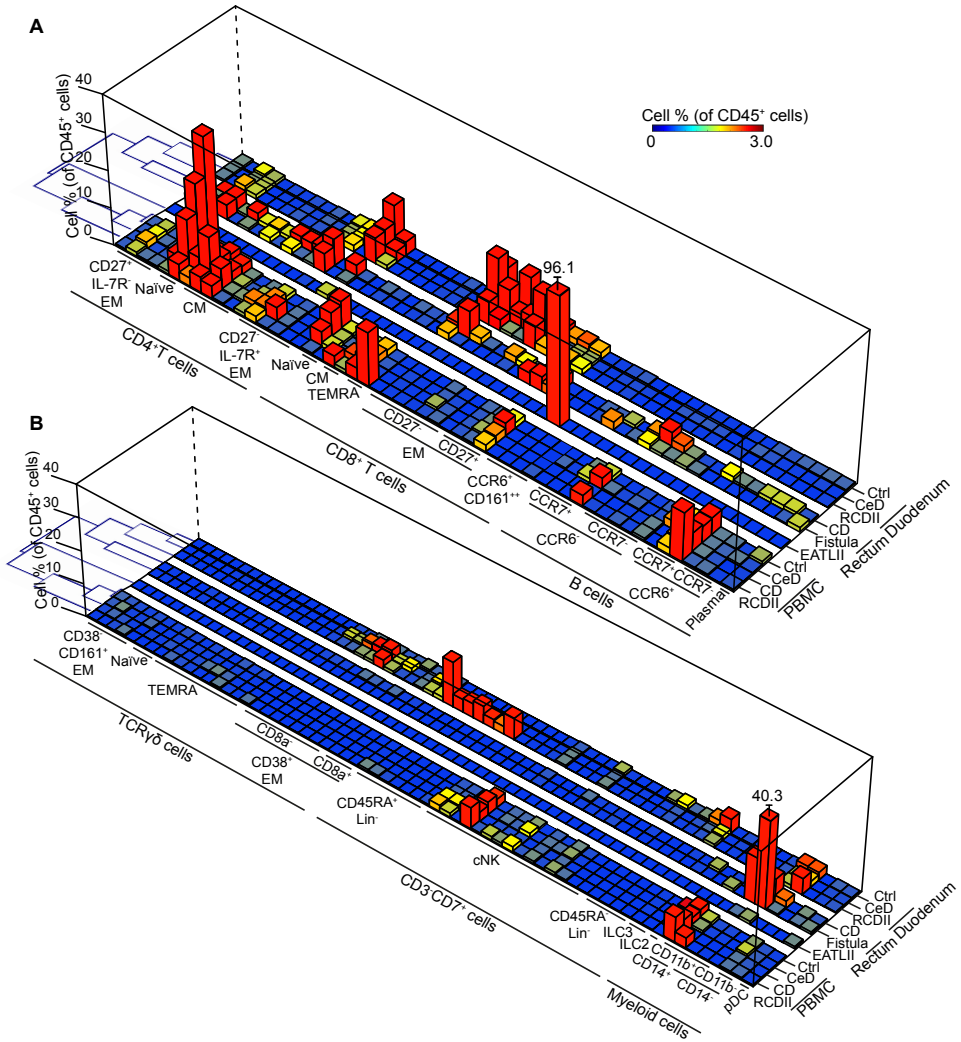 A
Cell % (of CD45⁺ cells)
40
30
20
10
0
Cell % (of CD45⁺ cells)
0
3.0
96.1
CD27⁺
IL-7R⁻
EM
Naïve
CM
CD27⁻
IL-7R⁺
EM
Naïve
CM
TEMRA
CD27⁻
CD27⁺
EM
CCR6⁺
CD161⁺⁺
CCR7⁺
CCR7⁻
CCR6⁻
CCR7⁺
CCR7⁻
CCR6⁺
Plasma
CD4⁺T cells
CD8⁺ T cells
B cells
Ctrl
CeD
RCDII
CD
Fistula
EATLII
Ctrl
CeD
CD
RCDII
Duodenum
Rectum
PBMC
B
Cell % (of CD45⁺ cells)
40
30
20
10
0
40.3
CD38⁻
CD161⁺
EM
Naïve
TEMRA
CD8a⁻
CD8a⁺
CD38⁺
EM
CD45RA⁺
Lin⁻
cNK
CD45RA⁻
Lin⁻
ILC3
ILC2
CD11b⁺
CD11b⁻
CD14⁺
CD14⁻
pDC
TCRγδ cells
CD3⁻CD7⁺ cells
Myeloid cells
Ctrl
CeD
RCDII
CD
Fistula
EATLII
Ctrl
CeD
CD
RCDII
Duodenum
Rectum
PBMC